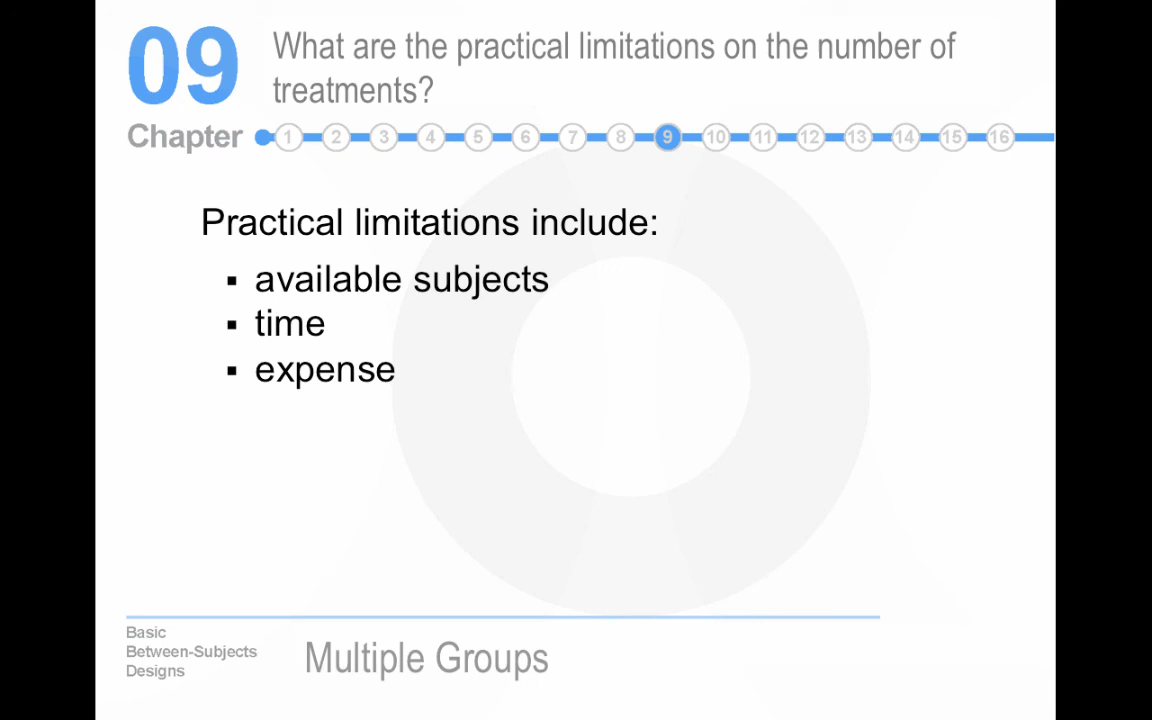 09
What are the practical limitations on the number of
treatments?
Chapter 1 2 3 4 5 6 7 8 9 10 11 12 13 14 15 16
Practical limitations include:
▪ available subjects
▪ time
▪ expense
Basic
Between-Subjects
Designs
Multiple Groups